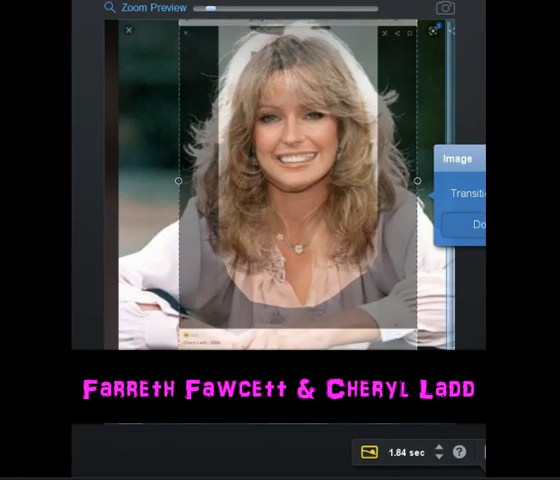 Zoom Preview
Image
Transiti
Do
Farreth Fawcett & Cheryl Ladd
1.84 sec
?